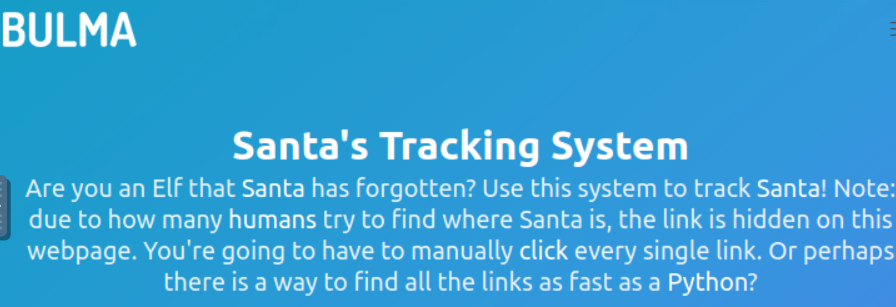 BULMA
Santa's Tracking System
Are you an Elf that Santa has forgotten? Use this system to track Santa! Note:
due to how many humans try to find where Santa is, the link is hidden on this
webpage. You're going to have to manually click every single link. Or perhaps
there is a way to find all the links as fast as a Python?